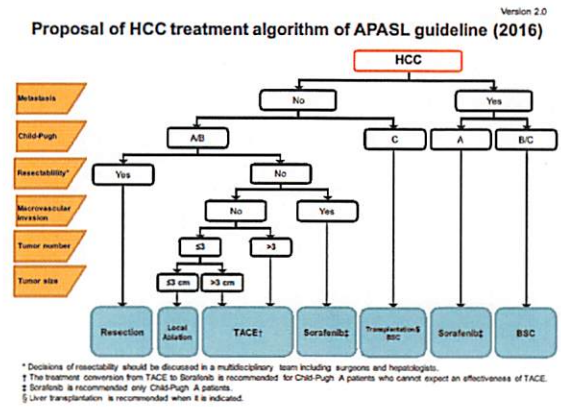 Version 2.0
Proposal of HCC treatment algorithm of APASL guideline (2016)
HCC
Metastasis
No
Yes
Child-Pugh
A/B
C
A
B/C
Resectability*
Yes
No
Macrovascular
invasion
No
Yes
Tumor number
≤3
>3
Tumor size
≤3 cm
>3 cm
Resection
Local
Ablation
TACE†
Sorafenib‡
Transplantation§
BSC
Sorafenib‡
BSC
* Decisions of resectability should be discussed in a multidiciplinary team including surgeons and hepatologists.
† The treatment conversion from TACE to Sorafenib is recommended for Child-Pugh A patients who cannot expect an effectiveness of TACE.
‡ Sorafenib is recommended only Child-Pugh A patients.
§ Liver transplantation is recommended when it is indicated.